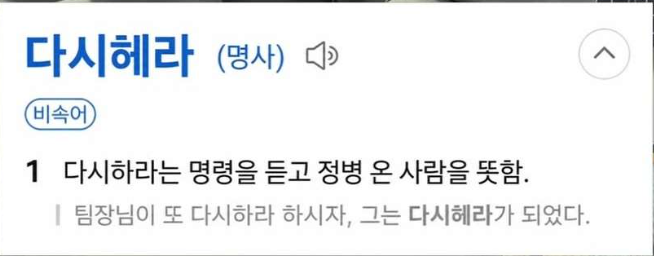 다시헤라 (명사)
비속어
1 다시하라는 명령을 듣고 정병 온 사람을 뜻함.
팀장님이 또 다시하라 하시자, 그는 다시헤라가 되었다.